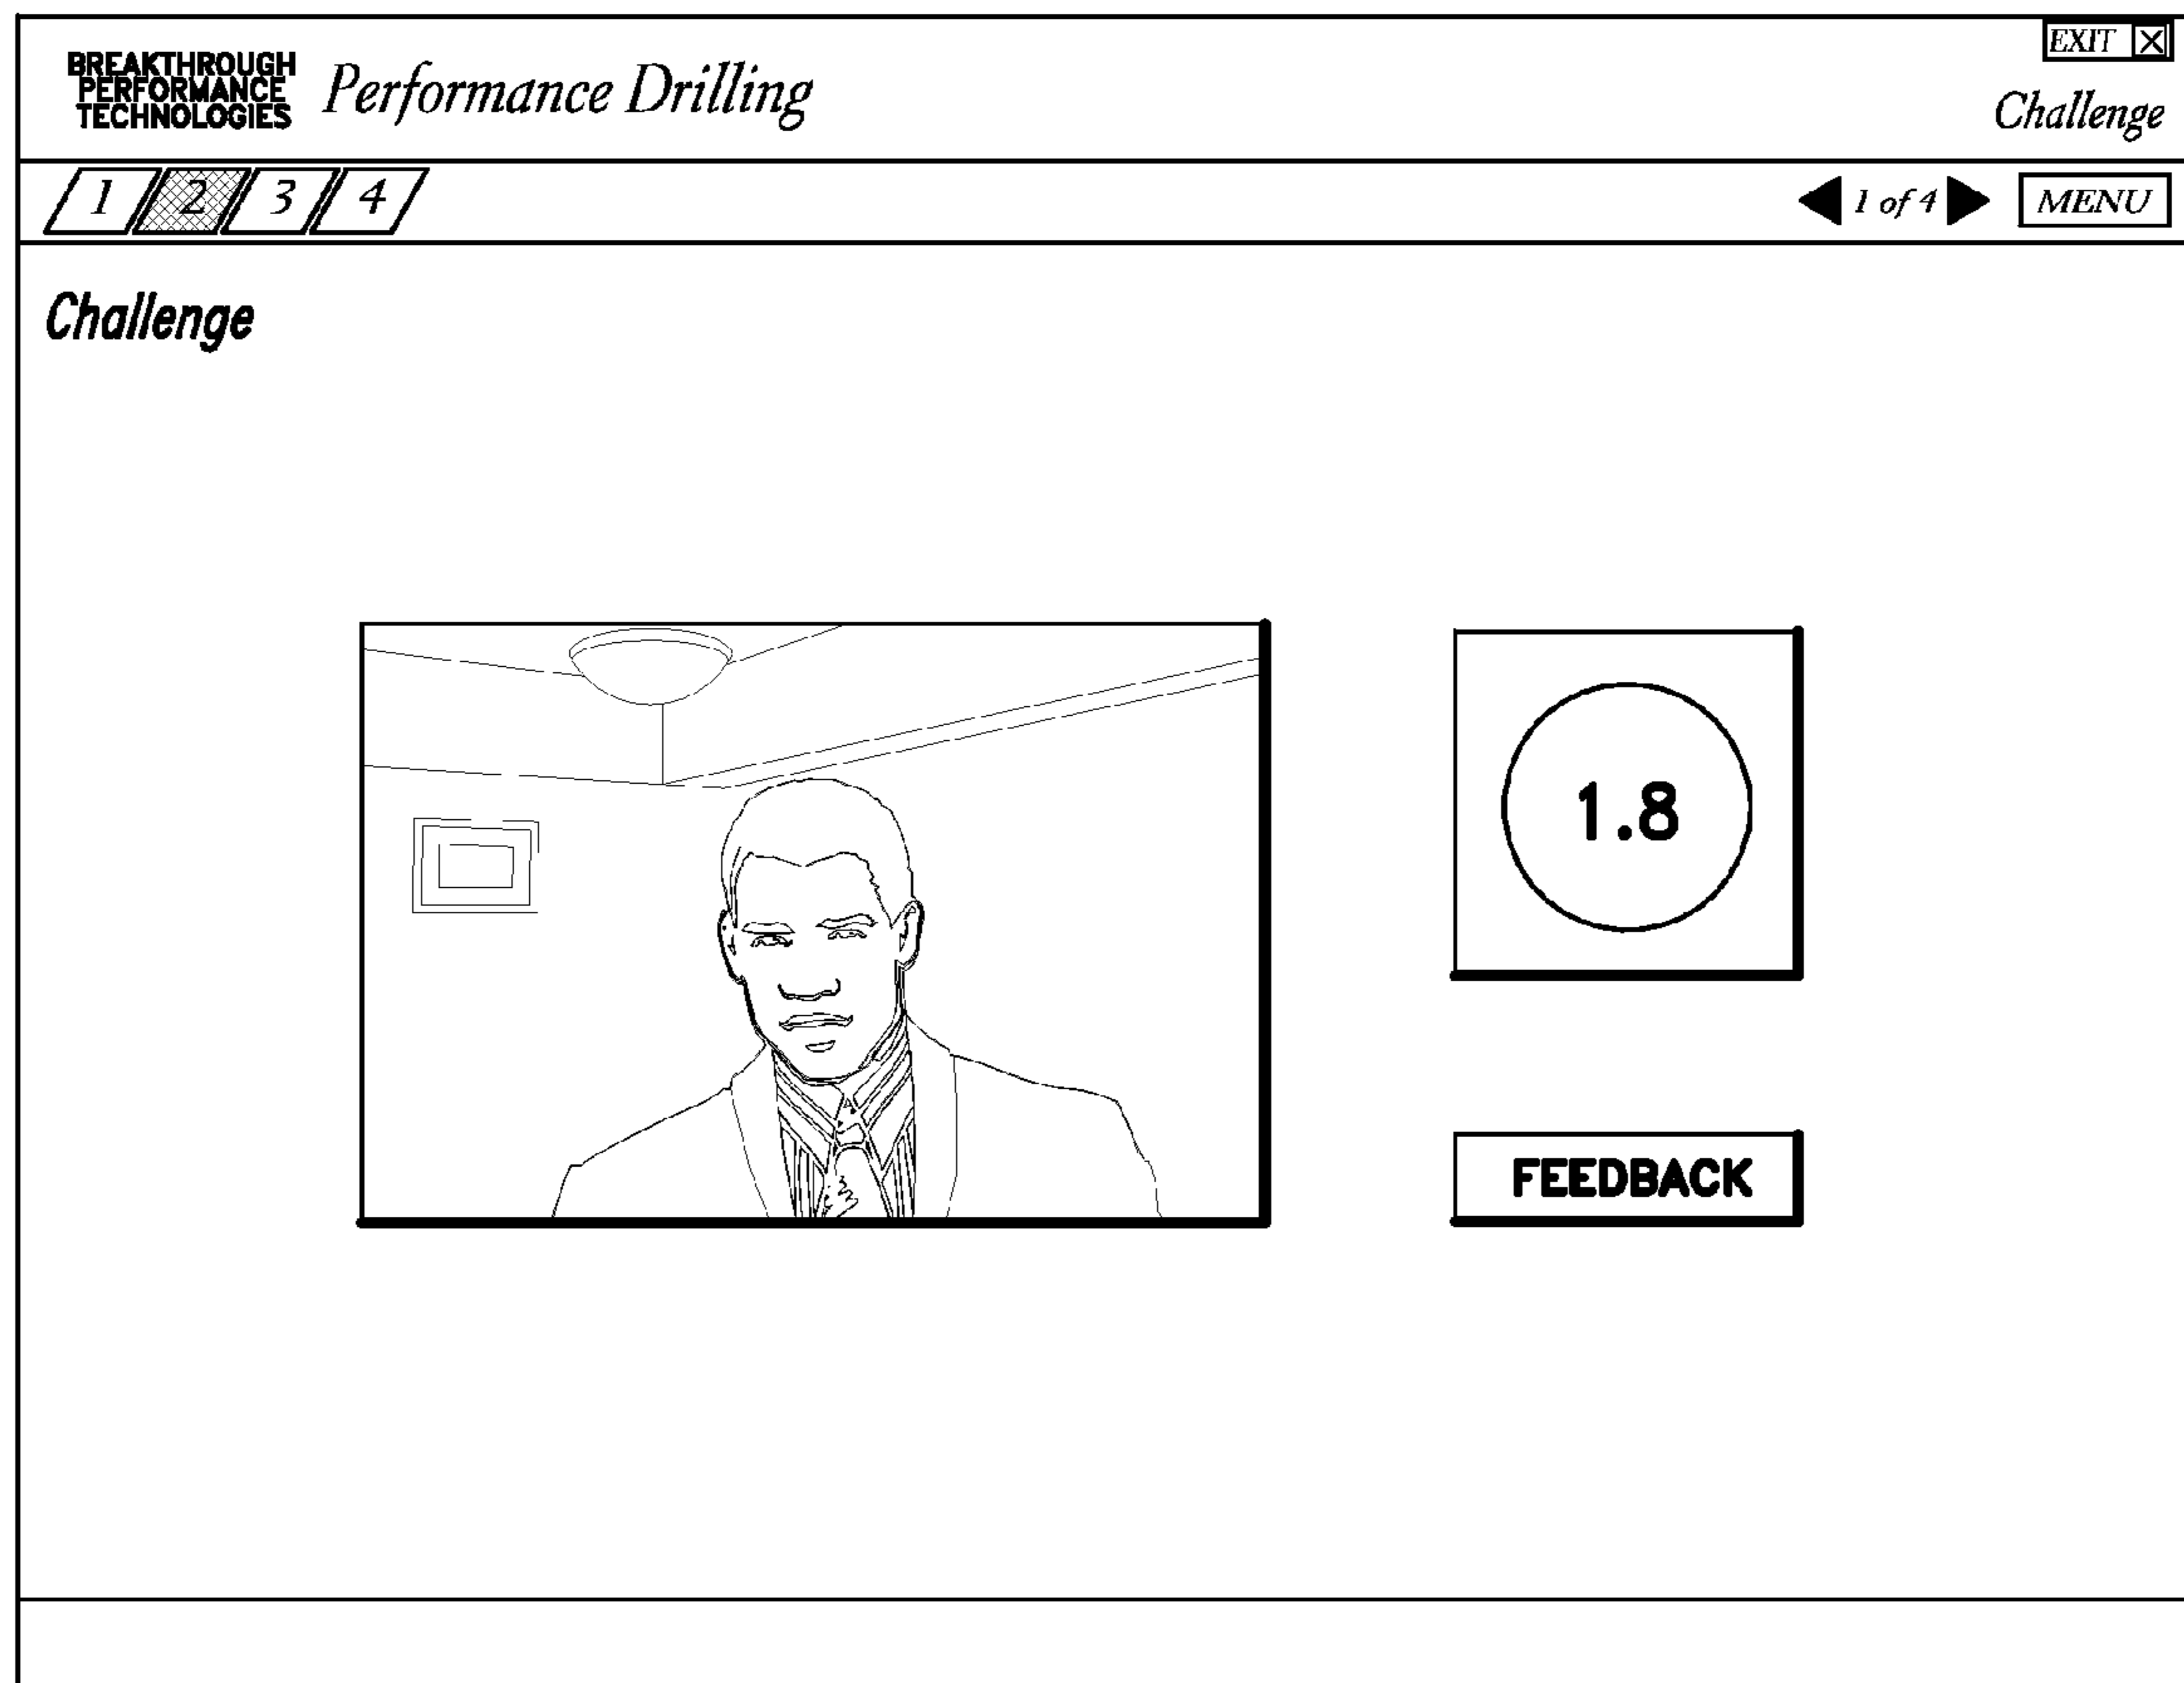 EXIT X
BREAKTHROUGH
PERFORMANCE
TECHNOLOGIES
Performance Drilling
Challenge
1 2 3 4
1 of 4
MENU
Challenge
1.8
FEEDBACK